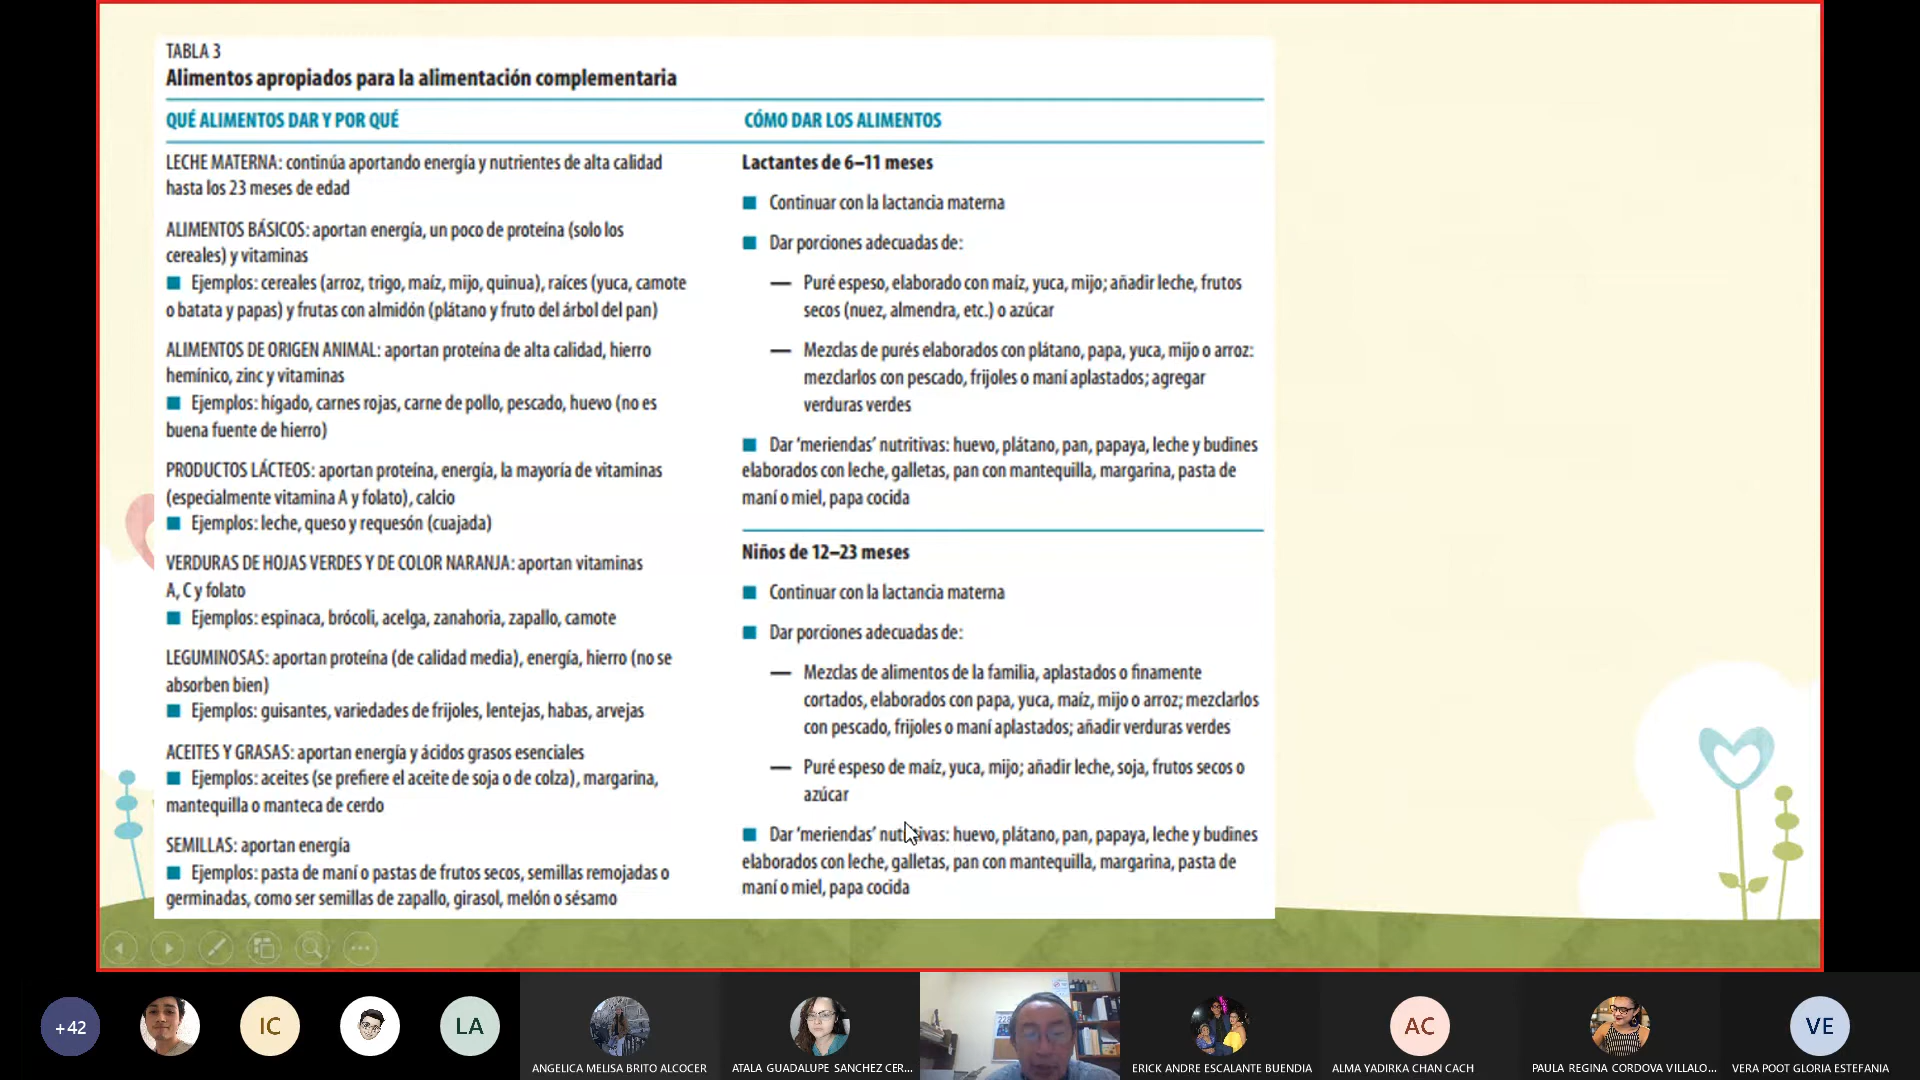 TABLA 3
Alimentos apropiados para la alimentación complementaria
QUÉ ALIMENTOS DAR Y POR QUÉ
LECHE MATERNA: continúa aportando energía y nutrientes de alta calidad
hasta los 23 meses de edad
ALIMENTOS BÁSICOS: aportan energía, un poco de proteína (solo los
cereales) y vitaminas
■ Ejemplos: cereales (arroz, trigo, maíz, mijo, quinua), raíces (yuca, camote
o batata y papas) y frutas con almidón (plátano y fruto del árbol del pan)
ALIMENTOS DE ORIGEN ANIMAL: aportan proteína de alta calidad, hierro
hemínico, zinc y vitaminas
■ Ejemplos: hígado, carnes rojas, carne de pollo, pescado, huevo (no es
buena fuente de hierro)
PRODUCTOS LÁCTEOS: aportan proteína, energía, la mayoría de vitaminas
(especialmente vitamina A y folato), calcio
■ Ejemplos: leche, queso y requesón (cuajada)
VERDURAS DE HOJAS VERDES Y DE COLOR NARANJA: aportan vitaminas
A, C y folato
■ Ejemplos: espinaca, brócoli, acelga, zanahoria, zapallo, camote
LEGUMINOSAS: aportan proteína (de calidad media), energía, hierro (no se
absorben bien)
■ Ejemplos: guisantes, variedades de frijoles, lentejas, habas, arvejas
ACEITES Y GRASAS: aportan energía y ácidos grasos esenciales
■ Ejemplos: aceites (se prefiere el aceite de soja o de colza), margarina,
mantequilla o manteca de cerdo
SEMILLAS: aportan energía
■ Ejemplos: pasta de maní o pastas de frutos secos, semillas remojadas o
germinadas, como ser semillas de zapallo, girasol, melón o sésamo
CÓMO DAR LOS ALIMENTOS
Lactantes de 6–11 meses
■ Continuar con la lactancia materna
■ Dar porciones adecuadas de:
— Puré espeso, elaborado con maíz, yuca, mijo; añadir leche, frutos
secos (nuez, almendra, etc.) o azúcar
— Mezclas de purés elaborados con plátano, papa, yuca, mijo o arroz:
mezclarlos con pescado, frijoles o maní aplastados; agregar
verduras verdes
■ Dar ‘meriendas’ nutritivas: huevo, plátano, pan, papaya, leche y budines
elaborados con leche, galletas, pan con mantequilla, margarina, pasta de
maní o miel, papa cocida
Niños de 12–23 meses
■ Continuar con la lactancia materna
■ Dar porciones adecuadas de:
— Mezclas de alimentos de la familia, aplastados o finamente
cortados, elaborados con papa, yuca, maíz, mijo o arroz; mezclarlos
con pescado, frijoles o maní aplastados; añadir verduras verdes
— Puré espeso de maíz, yuca, mijo; añadir leche, soja, frutos secos o
azúcar
■ Dar ‘meriendas’ nutritivas: huevo, plátano, pan, papaya, leche y budines
elaborados con leche, galletas, pan con mantequilla, margarina, pasta de
maní o miel, papa cocida
+42
IC
LA
ANGELICA MELISA BRITO ALCOCER
ATALA GUADALUPE SANCHEZ CER...
ERICK ANDRE ESCALANTE BUENDIA
AC
ALMA YADIRKA CHAN CACH
PAULA REGINA CORDOVA VILLALO...
VE
VERA POOT GLORIA ESTEFANIA